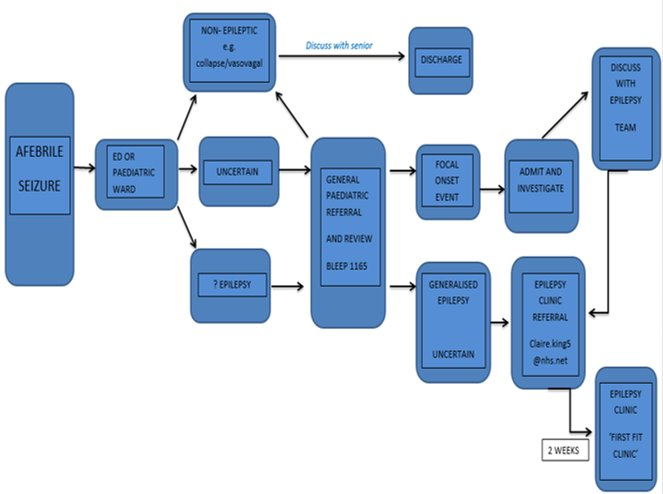 NON- EPILEPTIC
e.g.
collapse/vasovagal
Discuss with senior
DISCHARGE
DISCUSS
WITH
EPILEPSY
TEAM
AFEBRILE
SEIZURE
ED OR
PAEDIATRIC
WARD
UNCERTAIN
GENERAL
PAEDIATRIC
REFERRAL
AND REVIEW
BLEEP 1165
FOCAL
ONSET
EVENT
ADMIT AND
INVESTIGATE
? EPILEPSY
GENERALISED
EPILEPSY
UNCERTAIN
EPILEPSY
CLINIC
REFERRAL
Claire.king5
@nhs.net
EPILEPSY
CLINIC
'FIRST FIT
CLINIC'
2 WEEKS